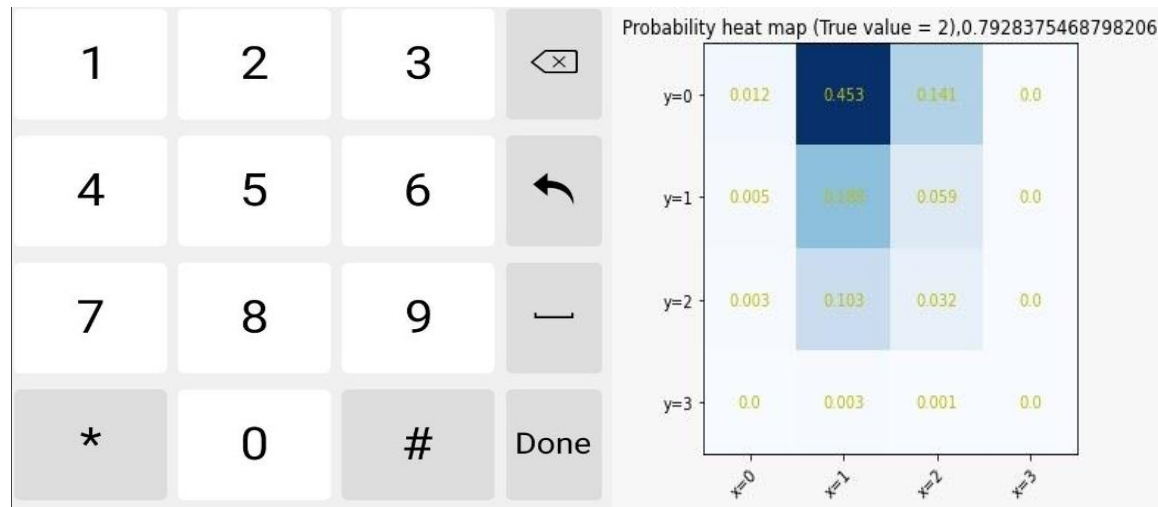 1 2 3
4 5 6
7 8 9
* 0 # Done
Probability heat map (True value = 2),0.7928375468798206
y=0 0.012 0.453 0.141 0.0
y=1 0.005 0.059 0.0
y=2 0.003 0.103 0.032 0.0
y=3 0.0 0.003 0.001 0.0
x=0 x=1 x=2 x=3